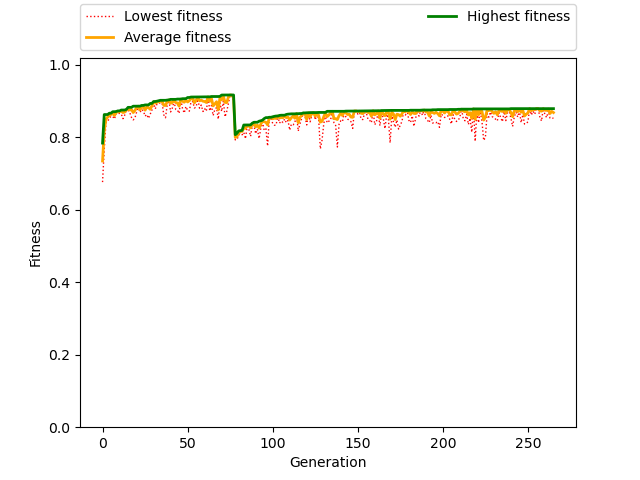 Lowest fitness
Average fitness
Highest fitness
1.0
0.8
0.6
0.4
0.2
0.0
Fitness
0 50 100 150 200 250
Generation